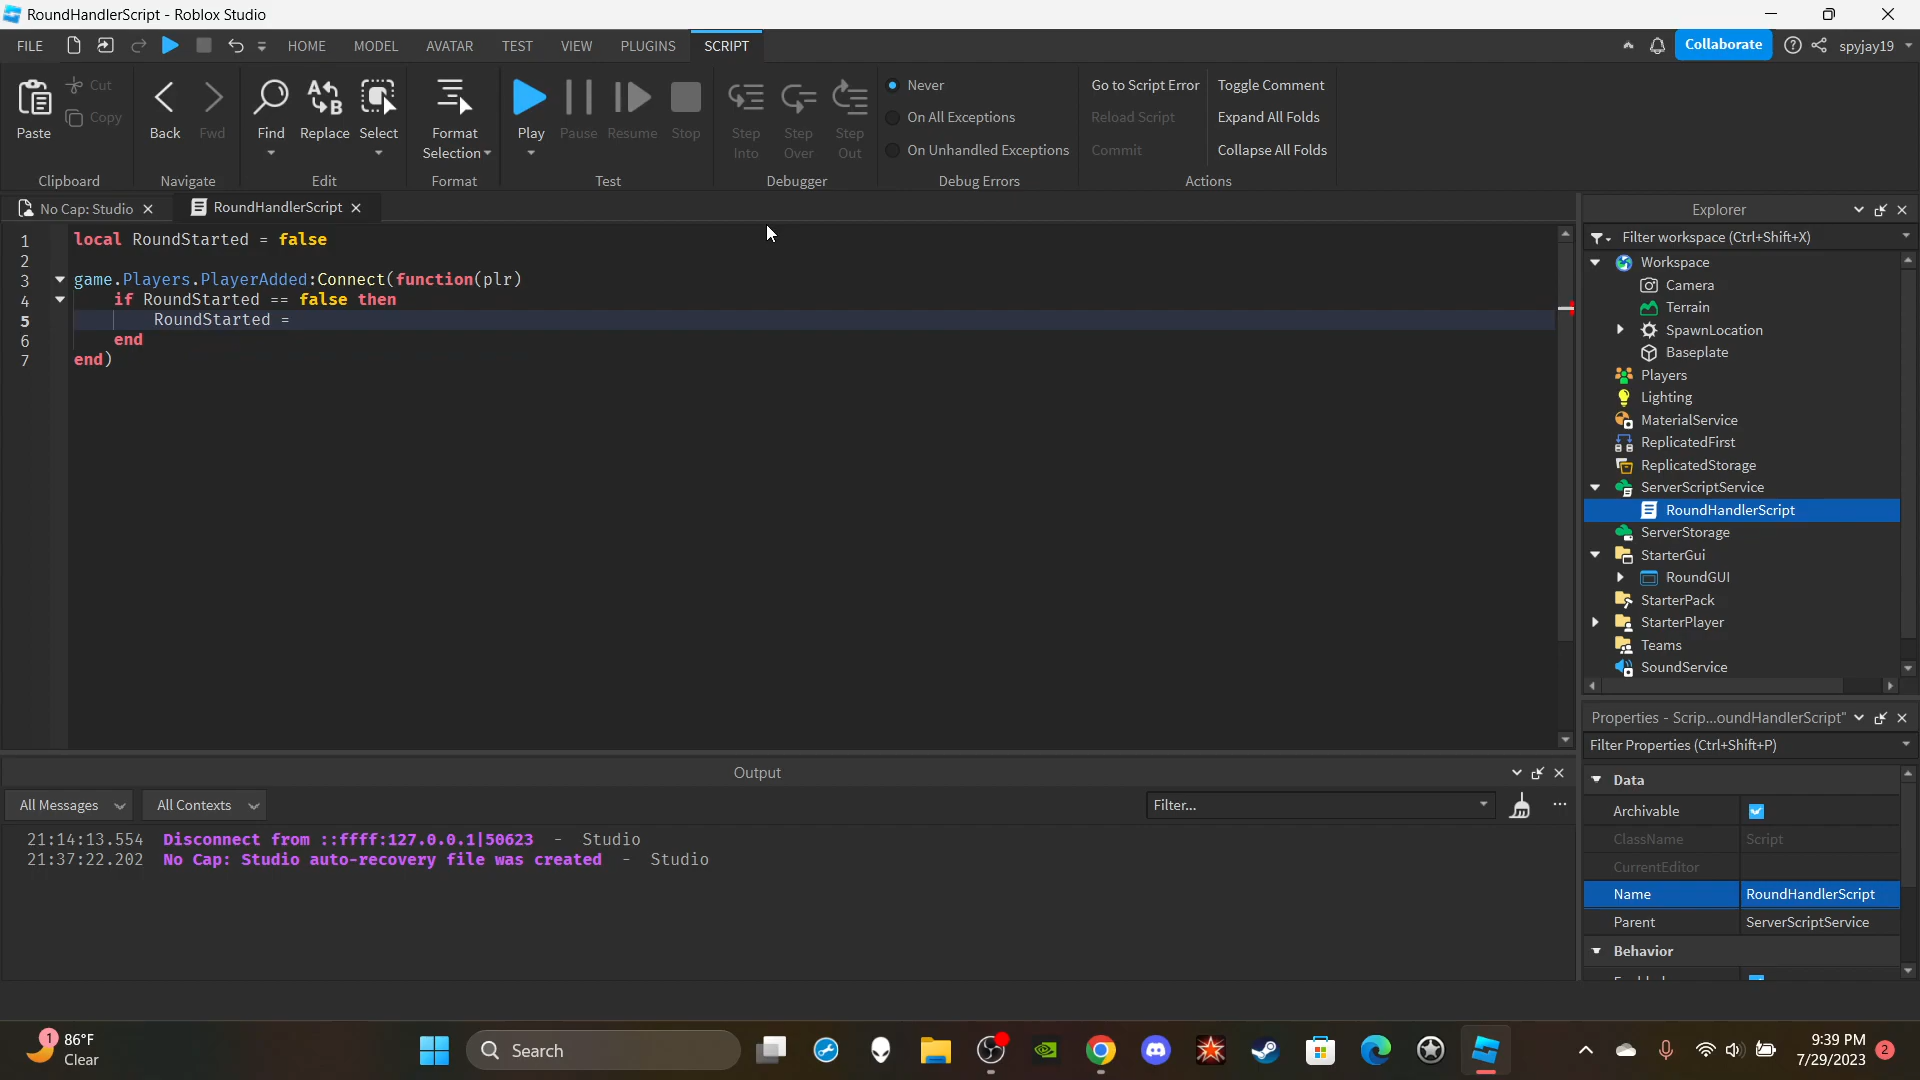 RoundHandlerScript - Roblox Studio
FILE HOME MODEL AVATAR TEST VIEW PLUGINS SCRIPT Collaborate spyjay19
Paste Cut Copy Back Fwd Find Replace Select Format Selection Play Pause Resume Stop Step Into Step Over Step Out
Never
On All Exceptions
On Unhandled Exceptions
Go to Script Error
Reload Script
Commit
Toggle Comment
Expand All Folds
Collapse All Folds
Clipboard Navigate Edit Format Test Debugger Debug Errors Actions
No Cap: Studio RoundHandlerScript
1 local RoundStarted = false
2
3 game.Players.PlayerAdded:Connect(function(plr)
4 if RoundStarted == false then
5 RoundStarted =
6 end
7 end)
Explorer
Filter workspace (Ctrl+Shift+X)
Workspace
Camera
Terrain
SpawnLocation
Baseplate
Players
Lighting
MaterialService
ReplicatedFirst
ReplicatedStorage
ServerScriptService
RoundHandlerScript
ServerStorage
StarterGui
RoundGUI
StarterPack
StarterPlayer
Teams
SoundService
Properties - Scrip...oundHandlerScript"
Filter Properties (Ctrl+Shift+P)
Data
Archivable
ClassName Script
CurrentEditor
Name RoundHandlerScript
Parent ServerScriptService
Behavior
Output
All Messages All Contexts Filter...
21:14:13.554 Disconnect from ::ffff:127.0.0.1|50623 - Studio
21:37:22.202 No Cap: Studio auto-recovery file was created - Studio
1 86°F
Clear
Search
9:39 PM
7/29/2023
2